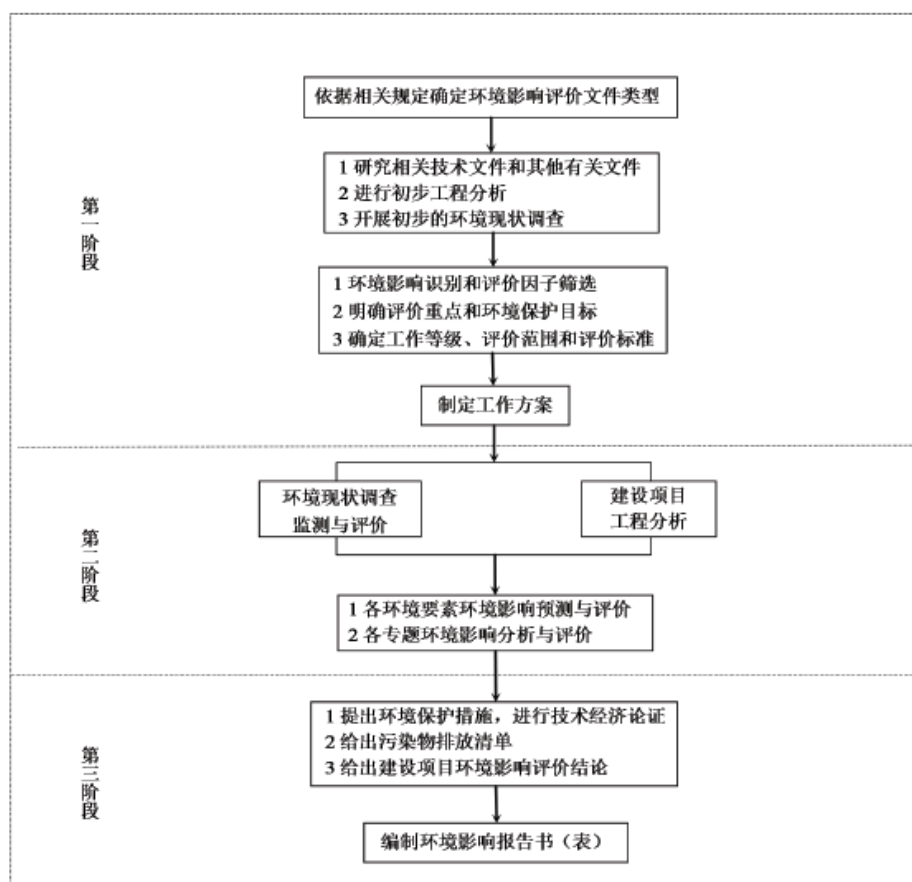 依据相关规定确定环境影响评价文件类型
1 研究相关技术文件和其他有关文件
2 进行初步工程分析
3 开展初步的环境现状调查
第一阶段
1 环境影响识别和评价因子筛选
2 明确评价重点和环境保护目标
3 确定工作等级、评价范围和评价标准
制定工作方案
环境现状调查
监测与评价
建设项目
工程分析
第二阶段
1 各环境要素环境影响预测与评价
2 各专题环境影响分析与评价
1 提出环境保护措施，进行技术经济论证
2 给出污染物排放清单
3 给出建设项目环境影响评价结论
第三阶段
编制环境影响报告书（表）